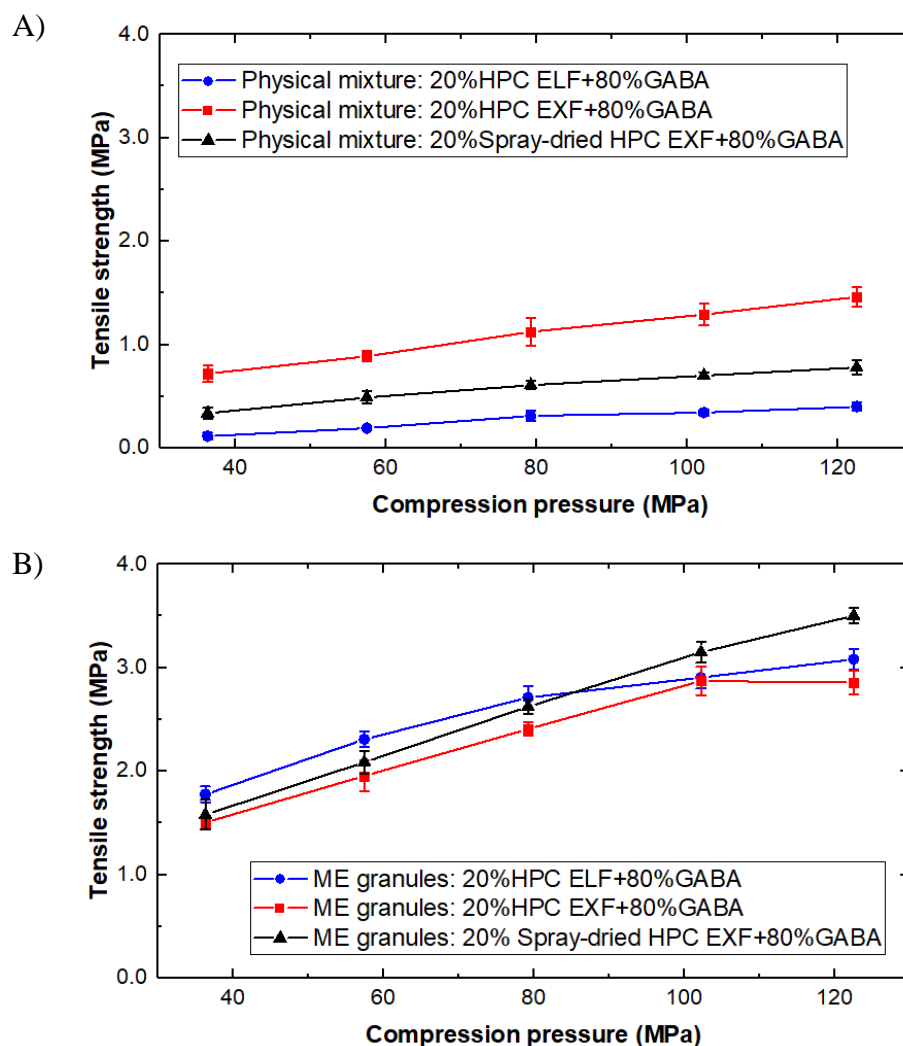 A)
4.0
3.0
2.0
1.0
0.0
Tensile strength (MPa)
Physical mixture: 20%HPC ELF+80%GABA
Physical mixture: 20%HPC EXF+80%GABA
Physical mixture: 20%Spray-dried HPC EXF+80%GABA
40 60 80 100 120
Compression pressure (MPa)
B)
4.0
3.0
2.0
1.0
0.0
Tensile strength (MPa)
ME granules: 20%HPC ELF+80%GABA
ME granules: 20%HPC EXF+80%GABA
ME granules: 20% Spray-dried HPC EXF+80%GABA
40 60 80 100 120
Compression pressure (MPa)